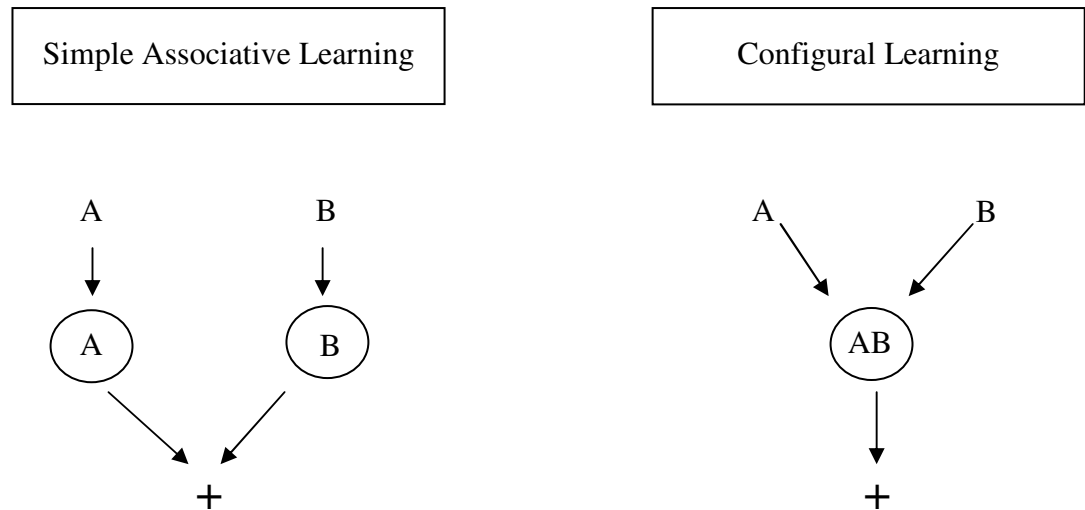 Simple Associative Learning
Configural Learning
A B
A B
A B
AB
+
+